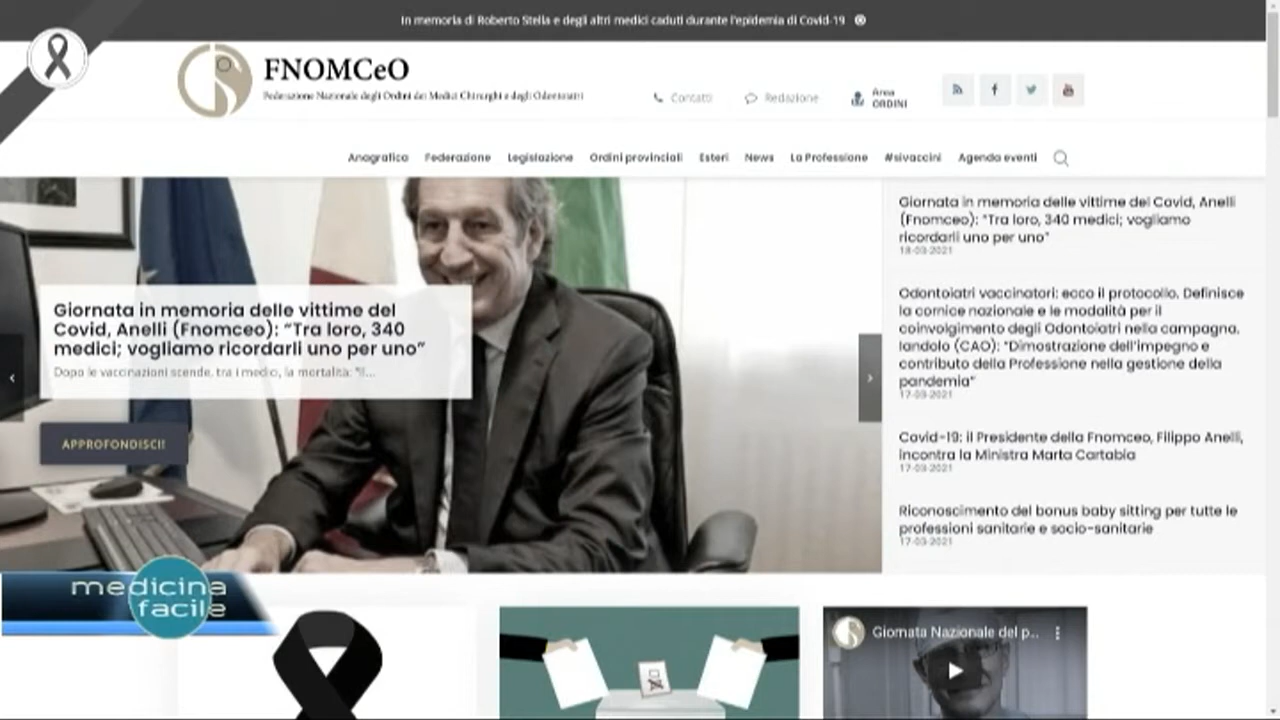 In memoria di Roberto Stella e degli altri medici caduti durante l'epidemia di Covid-19
FNOMCeO
Federazione Nazionale degli Ordini dei Medici Chirurghi e degli Odontoiatri
Contatti
Redazione
Area
ORDINI
Anagrafica Federazione Legislazione Ordini provinciali Esteri News La Professione #sivaccini Agenda eventi
Giornata in memoria delle vittime del
Covid, Anelli (Fnomceo): "Tra loro, 340
medici; vogliamo ricordarli uno per uno"
Dopo le vaccinazioni scende, tra i medici, la mortalità: "Il...
APPROFONDISCI!
Giornata in memoria delle vittime del Covid, Anelli
(Fnomceo): "Tra loro, 340 medici; vogliamo
ricordarli uno per uno"
18-03-2021
Odontoiatri vaccinatori: ecco il protocollo. Definisce
la cornice nazionale e le modalità per il
coinvolgimento degli Odontoiatri nella campagna.
Iandolo (CAO): "Dimostrazione dell'impegno e
contributo della Professione nella gestione della
pandemia"
17-03-2021
Covid-19: il Presidente della Fnomceo, Filippo Anelli,
incontra la Ministra Marta Cartabia
17-03-2021
Riconoscimento del bonus baby sitting per tutte le
professioni sanitarie e socio-sanitarie
17-03-2021
medicina
facile
Giornata Nazionale del p...